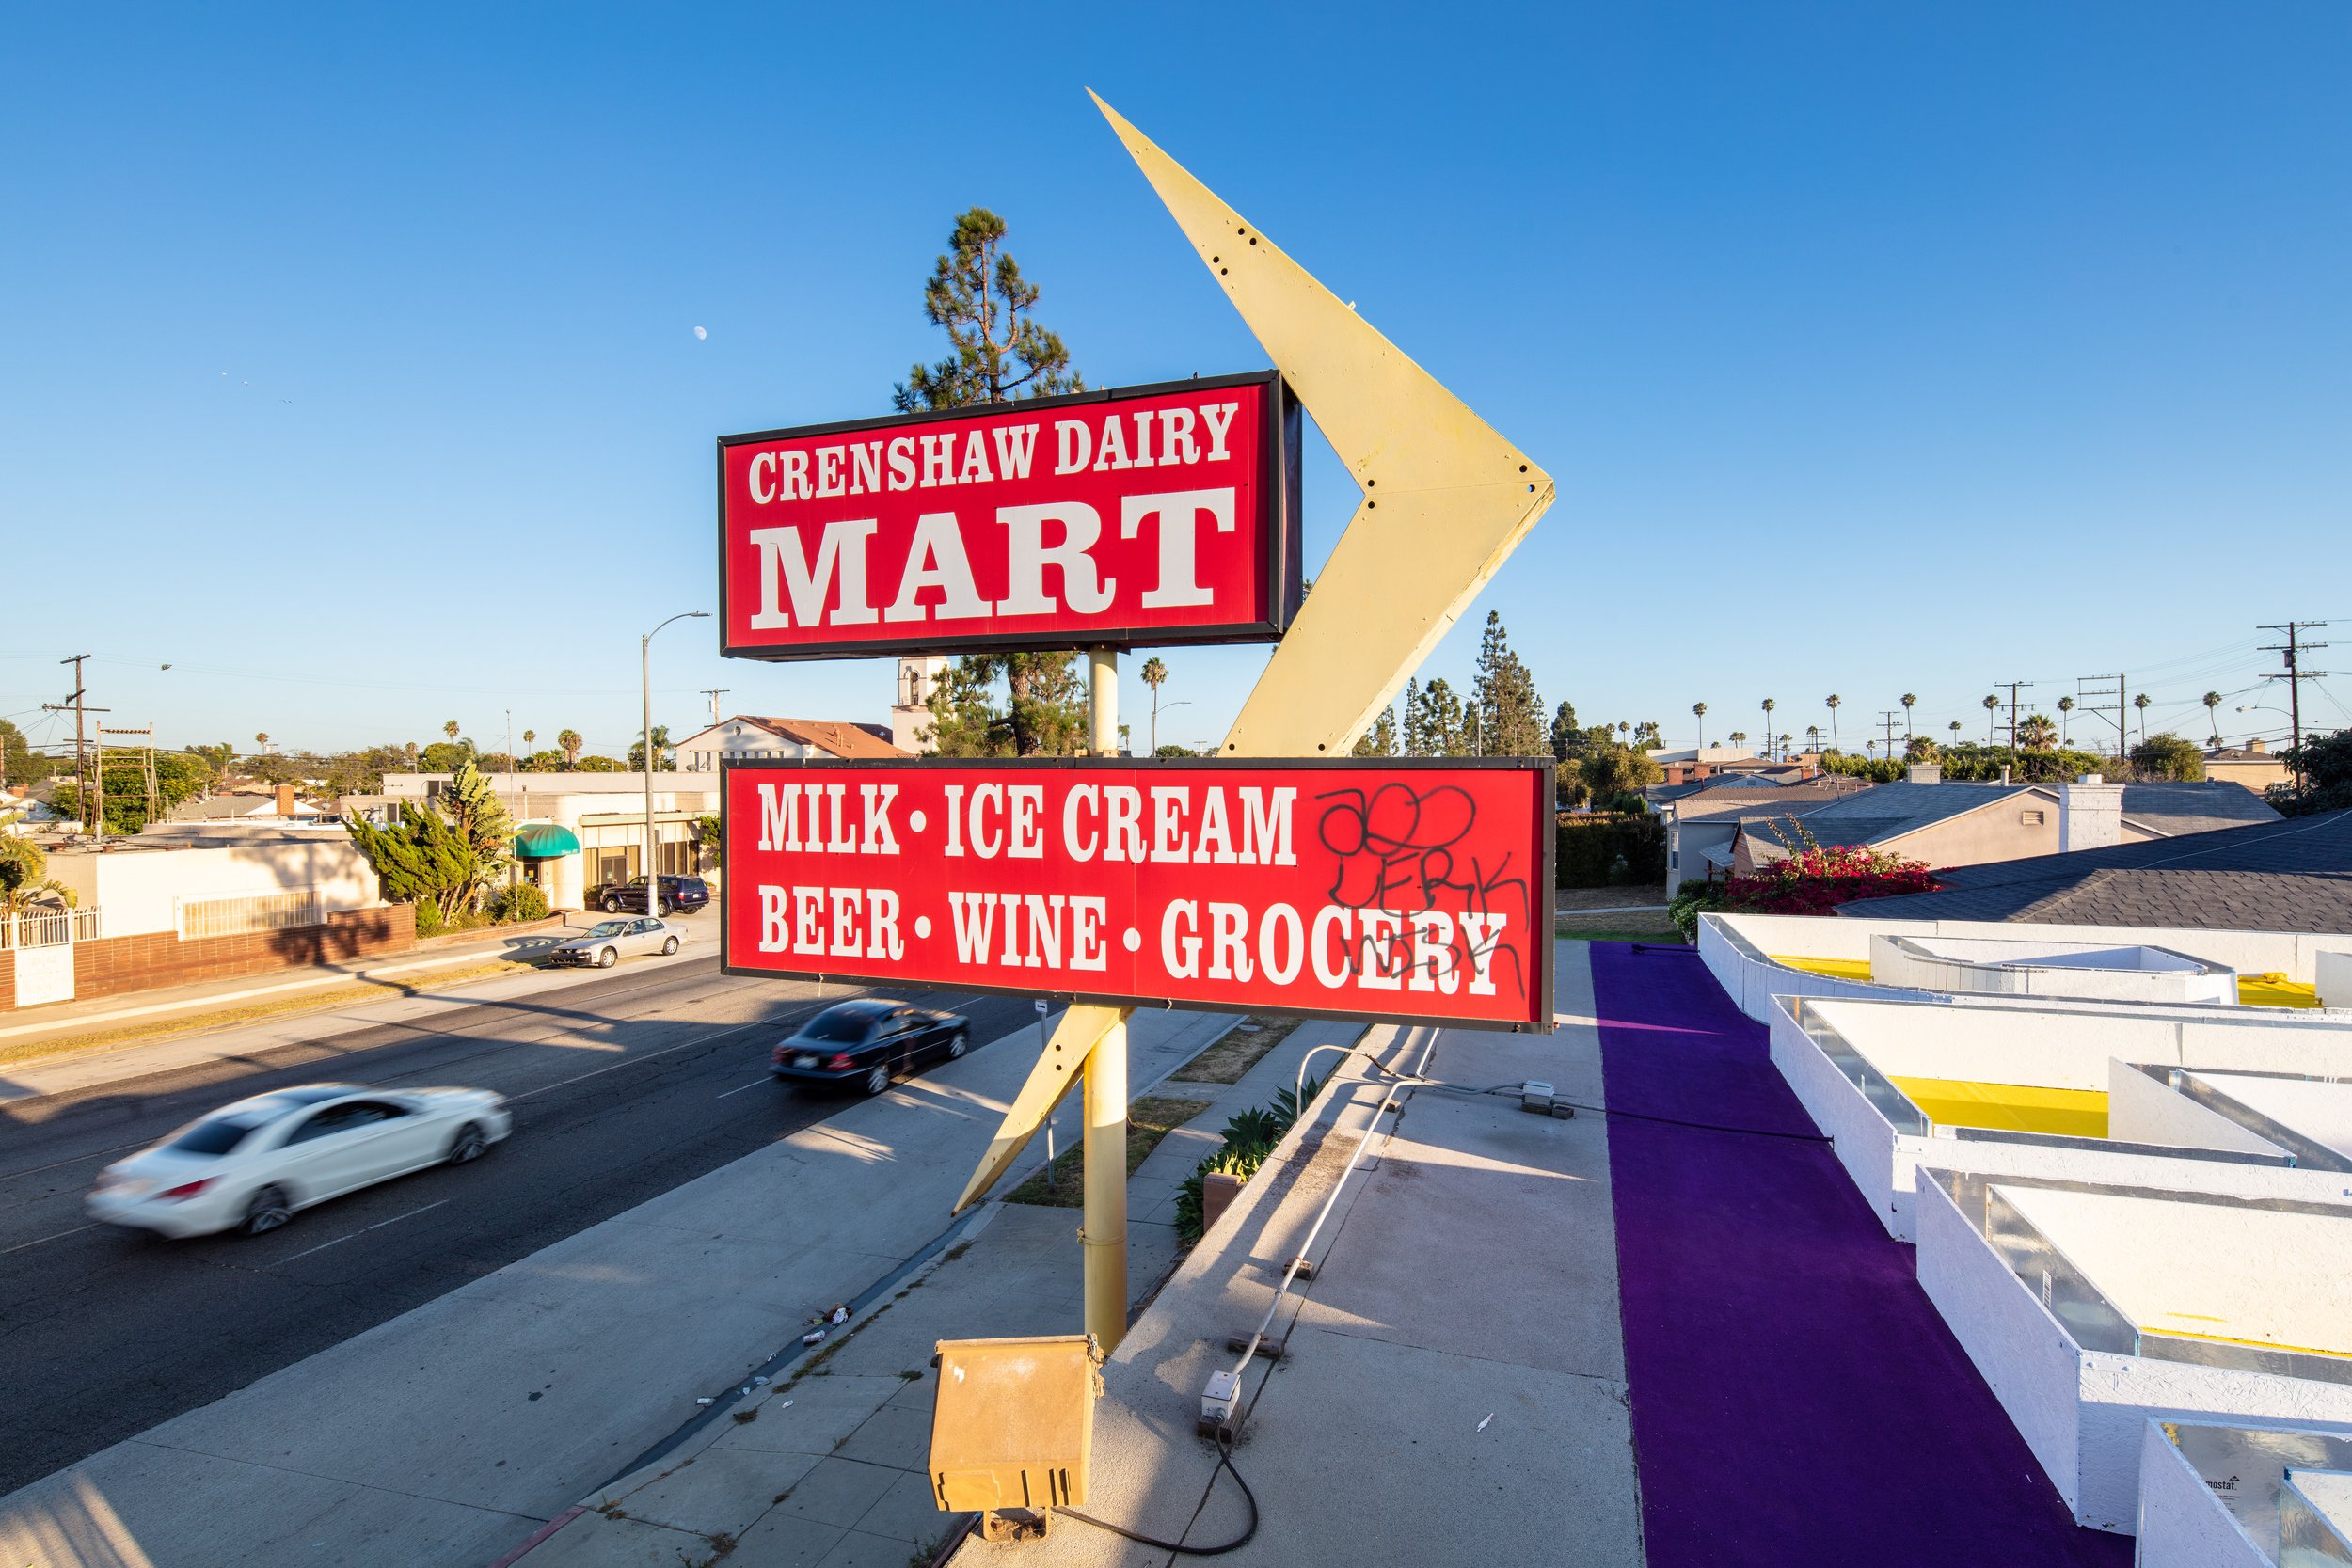 CRENSHAW DAIRY
MART
MILK • ICE CREAM
BEER • WINE • GROCERY